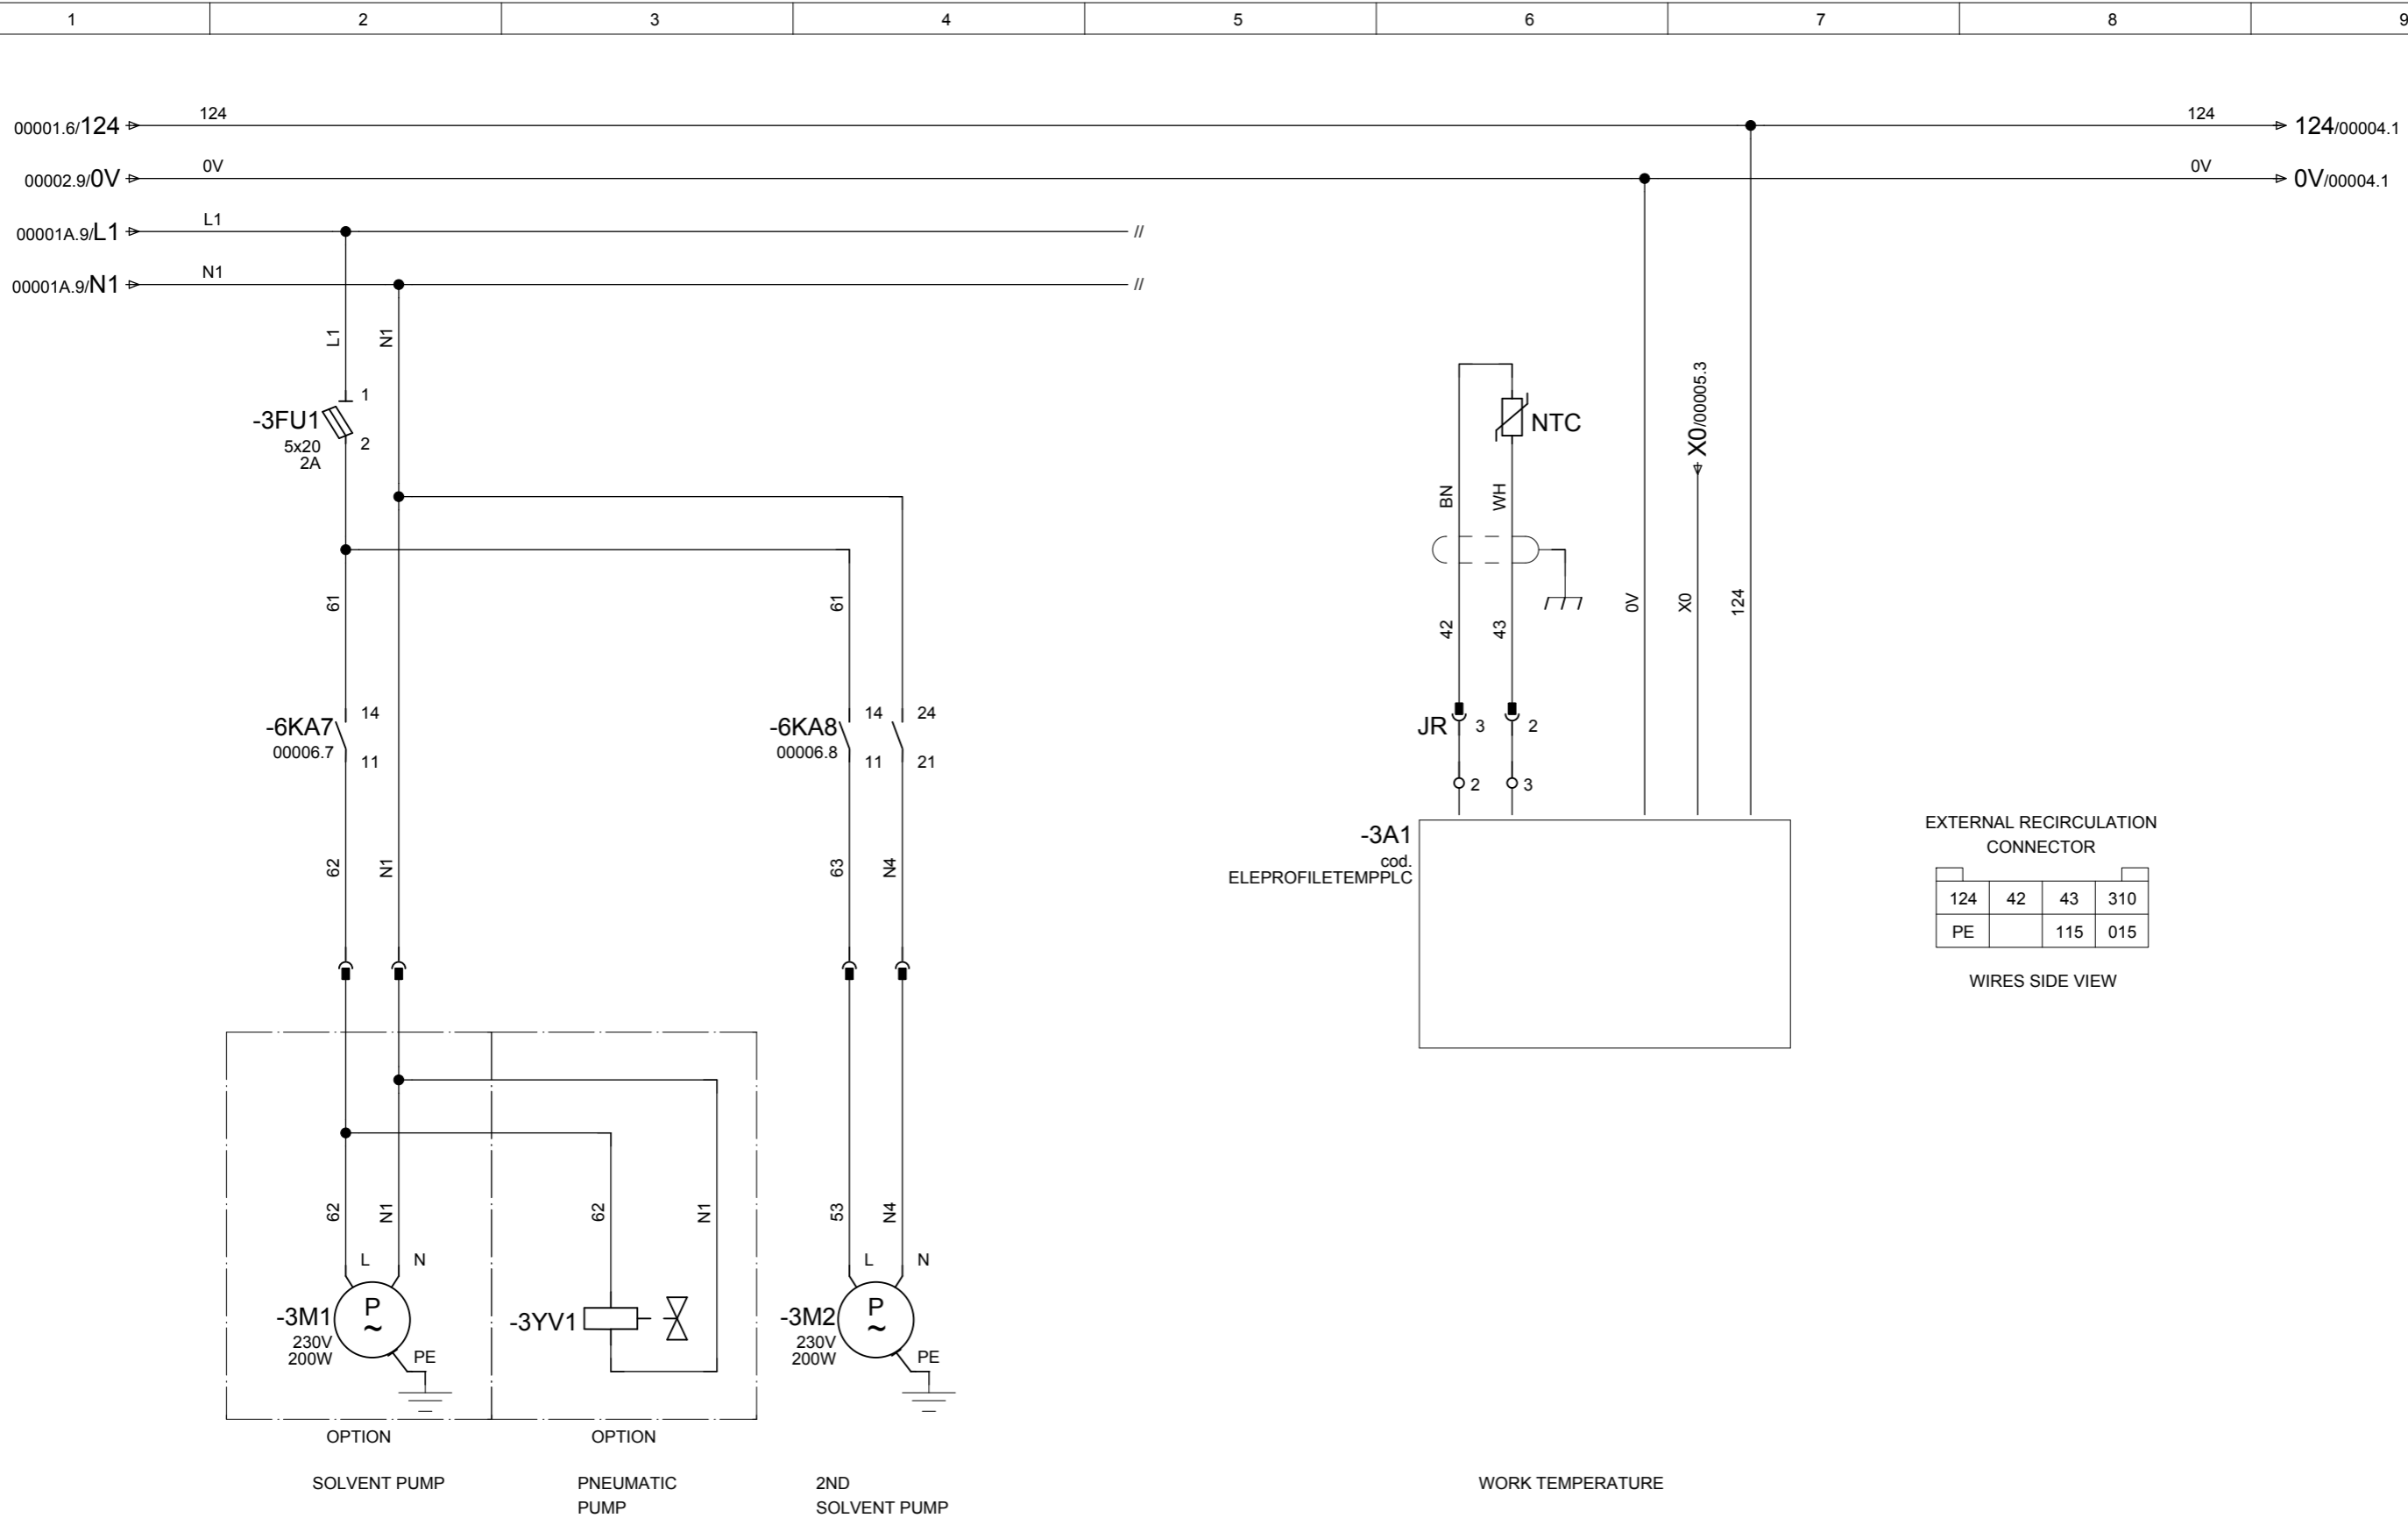 1 2 3 4 5 6 7 8 9
00001.6/124 124 124 124/00004.1
00002.9/0V 0V 0V 0V/00004.1
00001A.9/L1 L1 //
00001A.9/N1 N1 //
L1 N1
-3FU1 1
5x20 2
2A
NTC
X0/00005.3
BN WH
61 61
42 43 0V X0 124
-6KA7 14
00006.7 11
-6KA8 14 24
00006.8 11 21
JR 3 2
2 3
-3A1
cod.
ELEPROFILETEMPPLC
62 N1 63 N4
EXTERNAL RECIRCULATION
CONNECTOR
124 42 43 310
PE 115 015
WIRES SIDE VIEW
62 N1 62 N1 53 N4
L N L N
-3M1 P
~
230V
200W
PE
-3YV1
-3M2 P
~
230V
200W
PE
OPTION OPTION
SOLVENT PUMP
PNEUMATIC
PUMP
2ND
SOLVENT PUMP
WORK TEMPERATURE